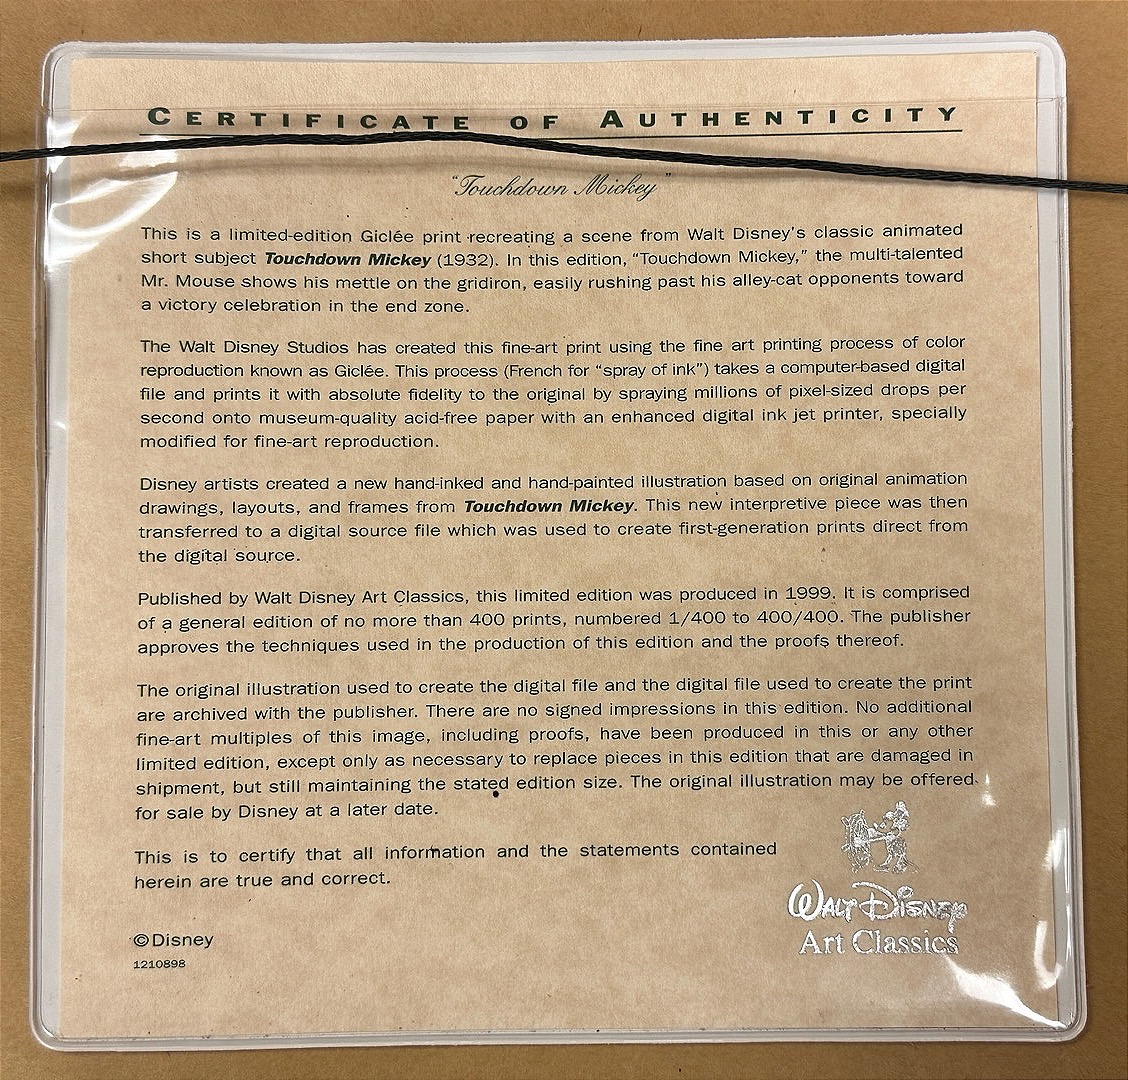 CERTIFICATE OF AUTHENTICITY
"Touchdown Mickey"
This is a limited-edition Giclée print recreating a scene from Walt Disney's classic animated
short subject Touchdown Mickey (1932). In this edition, "Touchdown Mickey," the multi-talented
Mr. Mouse shows his mettle on the gridiron, easily rushing past his alley-cat opponents toward
a victory celebration in the end zone.
The Walt Disney Studios has created this fine-art print using the fine art printing process of color
reproduction known as Giclée. This process (French for "spray of ink") takes a computer-based digital
file and prints it with absolute fidelity to the original by spraying millions of pixel-sized drops per
second onto museum-quality acid-free paper with an enhanced digital ink jet printer, specially
modified for fine-art reproduction.
Disney artists created a new hand-inked and hand-painted illustration based on original animation
drawings, layouts, and frames from Touchdown Mickey. This new interpretive piece was then
transferred to a digital source file which was used to create first-generation prints direct from
the digital source.
Published by Walt Disney Art Classics, this limited edition was produced in 1999. It is comprised
of a general edition of no more than 400 prints, numbered 1/400 to 400/400. The publisher
approves the techniques used in the production of this edition and the proofs thereof.
The original illustration used to create the digital file and the digital file used to create the print
are archived with the publisher. There are no signed impressions in this edition. No additional
fine-art multiples of this image, including proofs, have been produced in this or any other
limited edition, except only as necessary to replace pieces in this edition that are damaged in
shipment, but still maintaining the stated edition size. The original illustration may be offered
for sale by Disney at a later date.
This is to certify that all information and the statements contained
herein are true and correct.
©Disney
1210898
WALT DISNEY
Art Classics